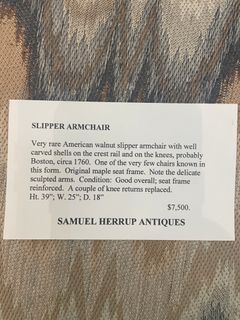 SLIPPER ARMCHAIR
Very rare American walnut slipper armchair with well
carved shells on the crest rail and on the knees, probably
Boston, circa 1760. One of the very few chairs known in
this form. Original maple seat frame. Note the delicate
sculpted arms. Condition: Good overall; seat frame
reinforced. A couple of knee returns replaced.
Ht. 39"; W. 25"; D. 18"
$7,500.
SAMUEL HERRUP ANTIQUES